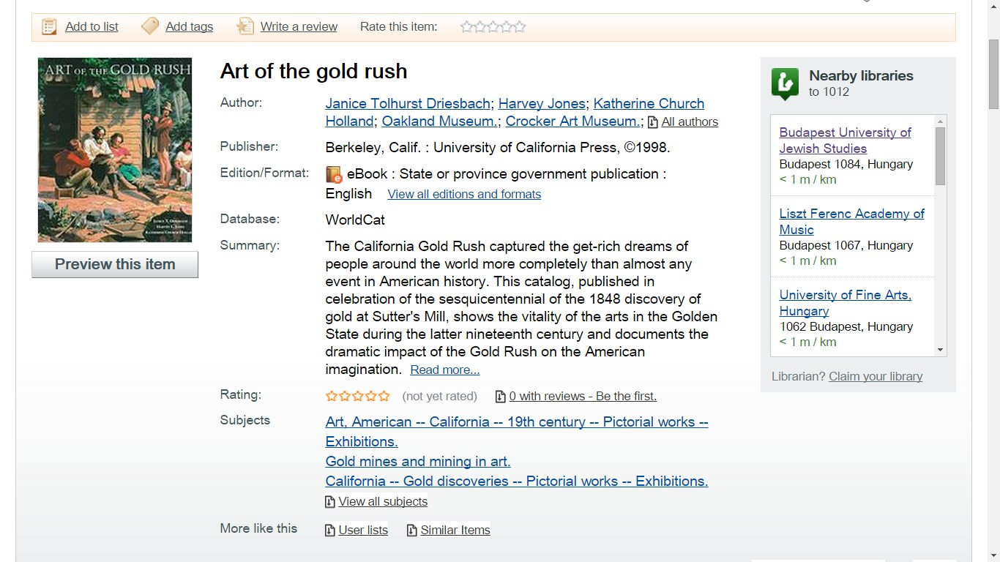 Add to list Add tags Write a review Rate this item:
ART OF THE GOLD RUSH
Preview this item
Art of the gold rush
Author: Janice Tolhurst Driesbach; Harvey Jones; Katherine Church
Holland; Oakland Museum.; Crocker Art Museum.; All authors
Publisher: Berkeley, Calif. : University of California Press, ©1998.
Edition/Format: eBook : State or province government publication :
English View all editions and formats
Database: WorldCat
Summary: The California Gold Rush captured the get-rich dreams of
people around the world more completely than almost any
event in American history. This catalog, published in
celebration of the sesquicentennial of the 1848 discovery of
gold at Sutter's Mill, shows the vitality of the arts in the Golden
State during the latter nineteenth century and documents the
dramatic impact of the Gold Rush on the American
imagination. Read more...
Rating: (not yet rated) 0 with reviews - Be the first.
Subjects Art, American -- California -- 19th century -- Pictorial works --
Exhibitions.
Gold mines and mining in art.
California -- Gold discoveries -- Pictorial works -- Exhibitions.
View all subjects
More like this User lists Similar Items
Nearby libraries
to 1012
Budapest University of
Jewish Studies
Budapest 1084, Hungary
< 1 m / km
Liszt Ferenc Academy of
Music
Budapest 1067, Hungary
< 1 m / km
University of Fine Arts,
Hungary
1062 Budapest, Hungary
< 1 m / km
Librarian? Claim your library